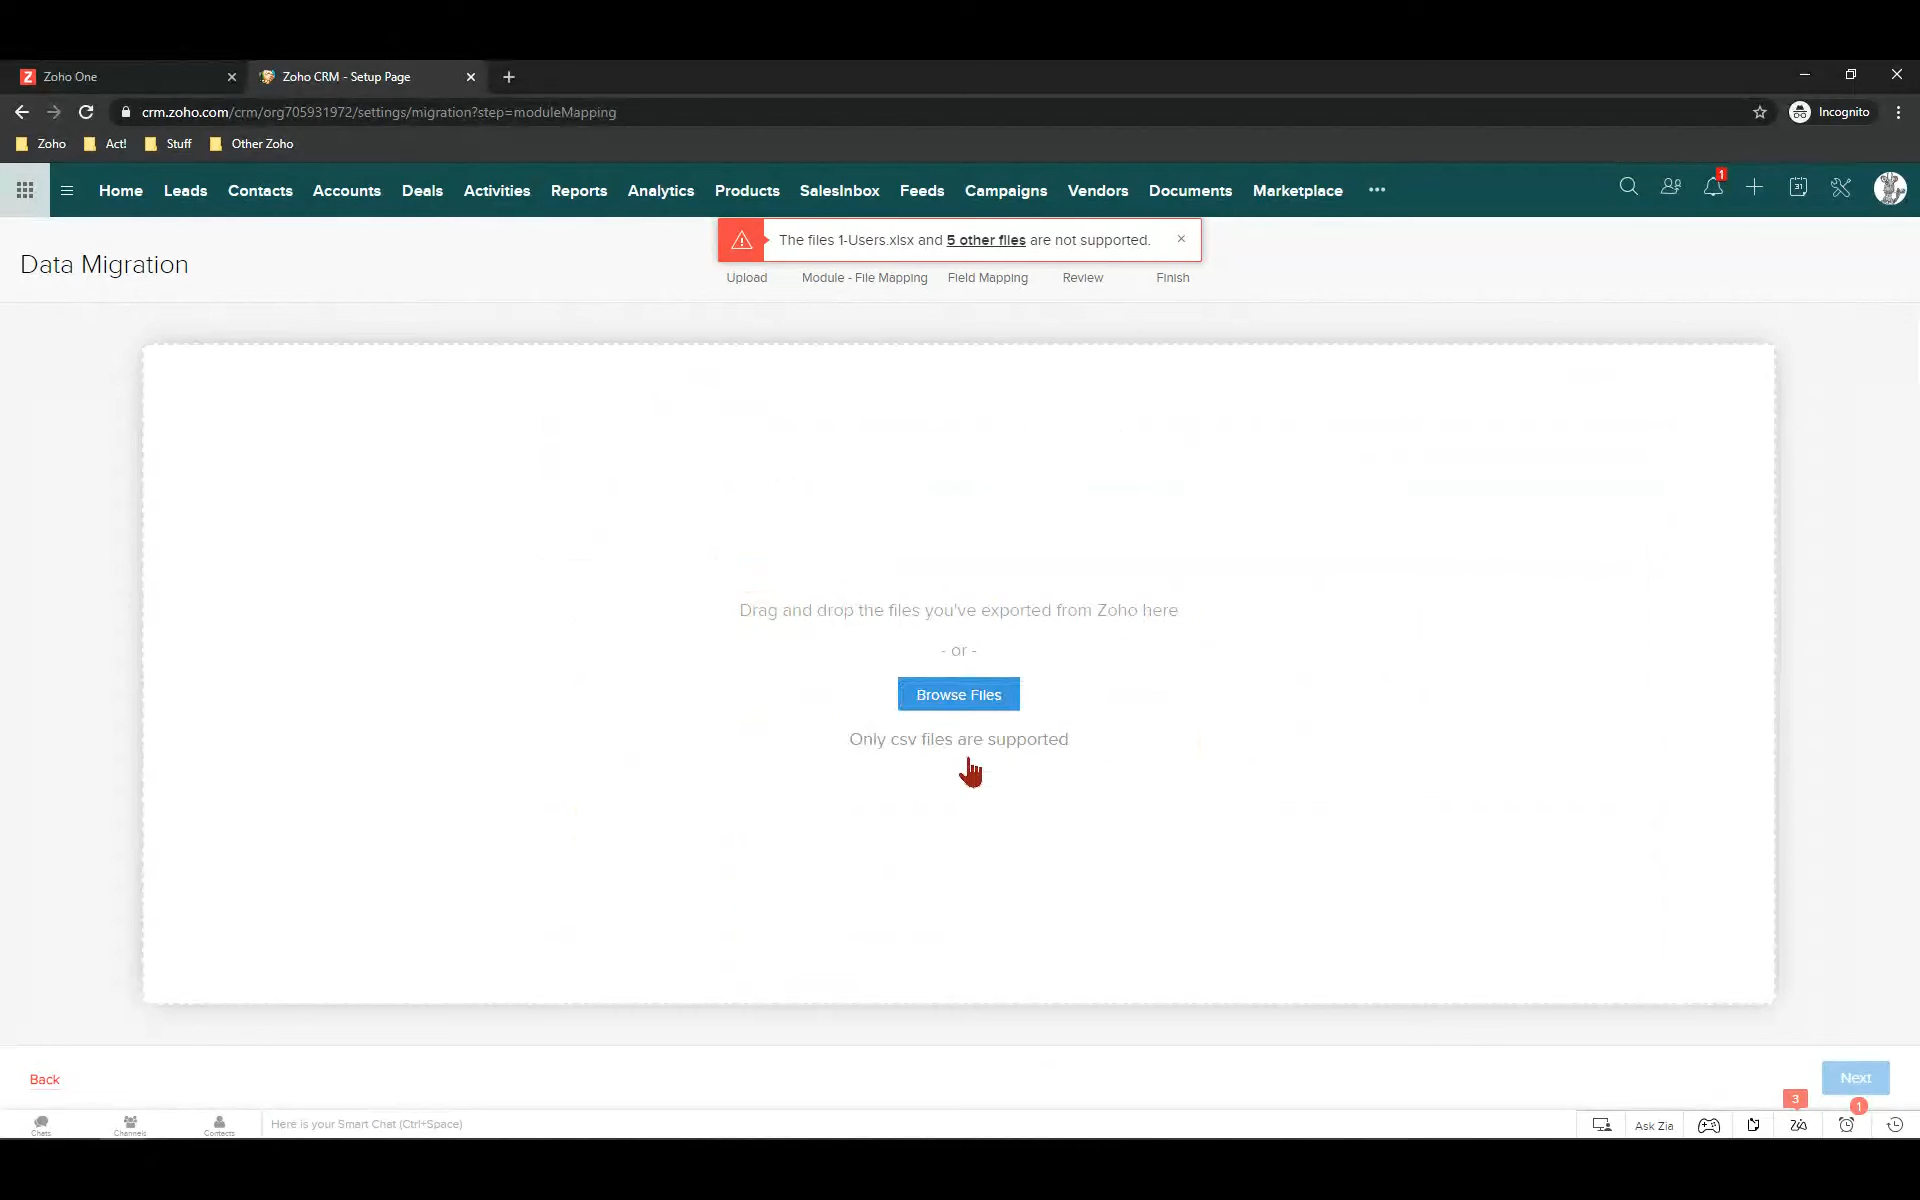 Zoho One
Zoho CRM - Setup Page
crm.zoho.com/crm/org705931972/settings/migration?step=moduleMapping
Incognito
Zoho
Act!
Stuff
Other Zoho
Home
Leads
Contacts
Accounts
Deals
Activities
Reports
Analytics
Products
SalesInbox
Feeds
Campaigns
Vendors
Documents
Marketplace
1
31
The files 1-Users.xlsx and 5 other files are not supported.
Data Migration
Upload
Module - File Mapping
Field Mapping
Review
Finish
Drag and drop the files you've exported from Zoho here
- or -
Browse Files
Only csv files are supported
Back
Next
3
1
Chats
Channels
Contacts
Here is your Smart Chat (Ctrl+Space)
Ask Zia